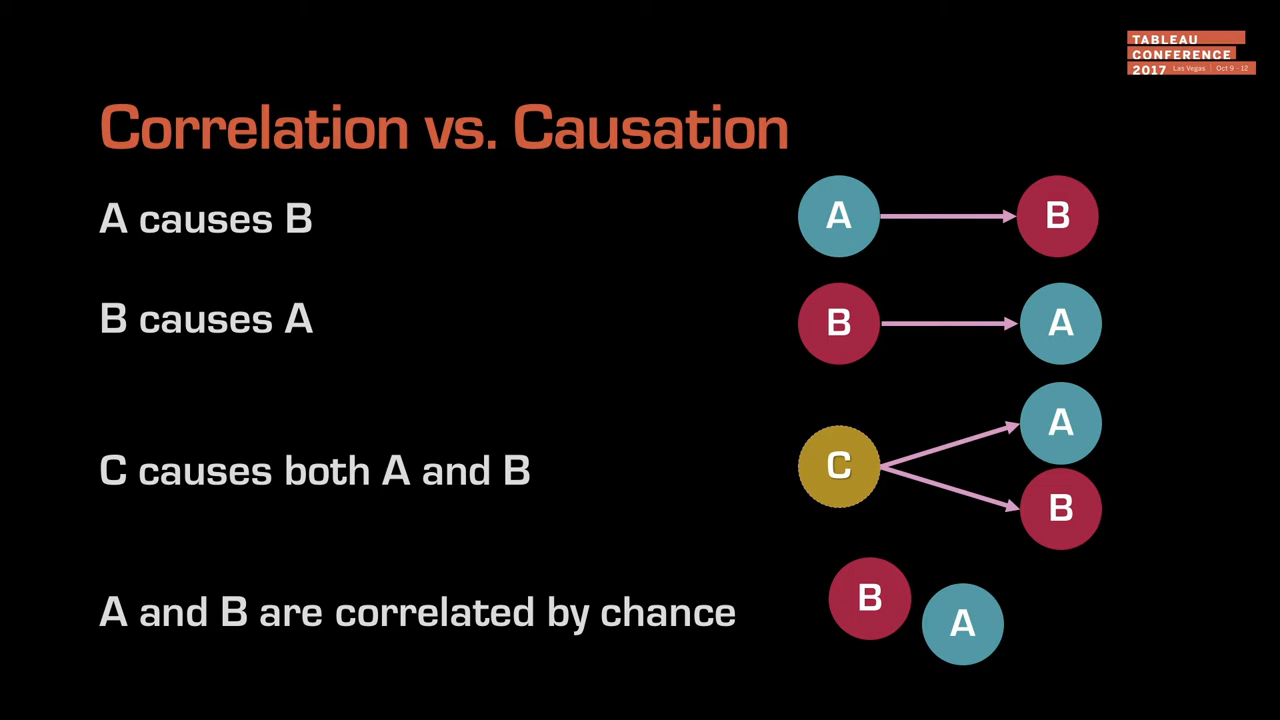 TABLEAU
CONFERENCE
2017 Las Vegas | Oct 9 - 12
Correlation vs. Causation
A causes B
A B
B causes A
B A
C causes both A and B
C
A
B
A and B are correlated by chance
B
A